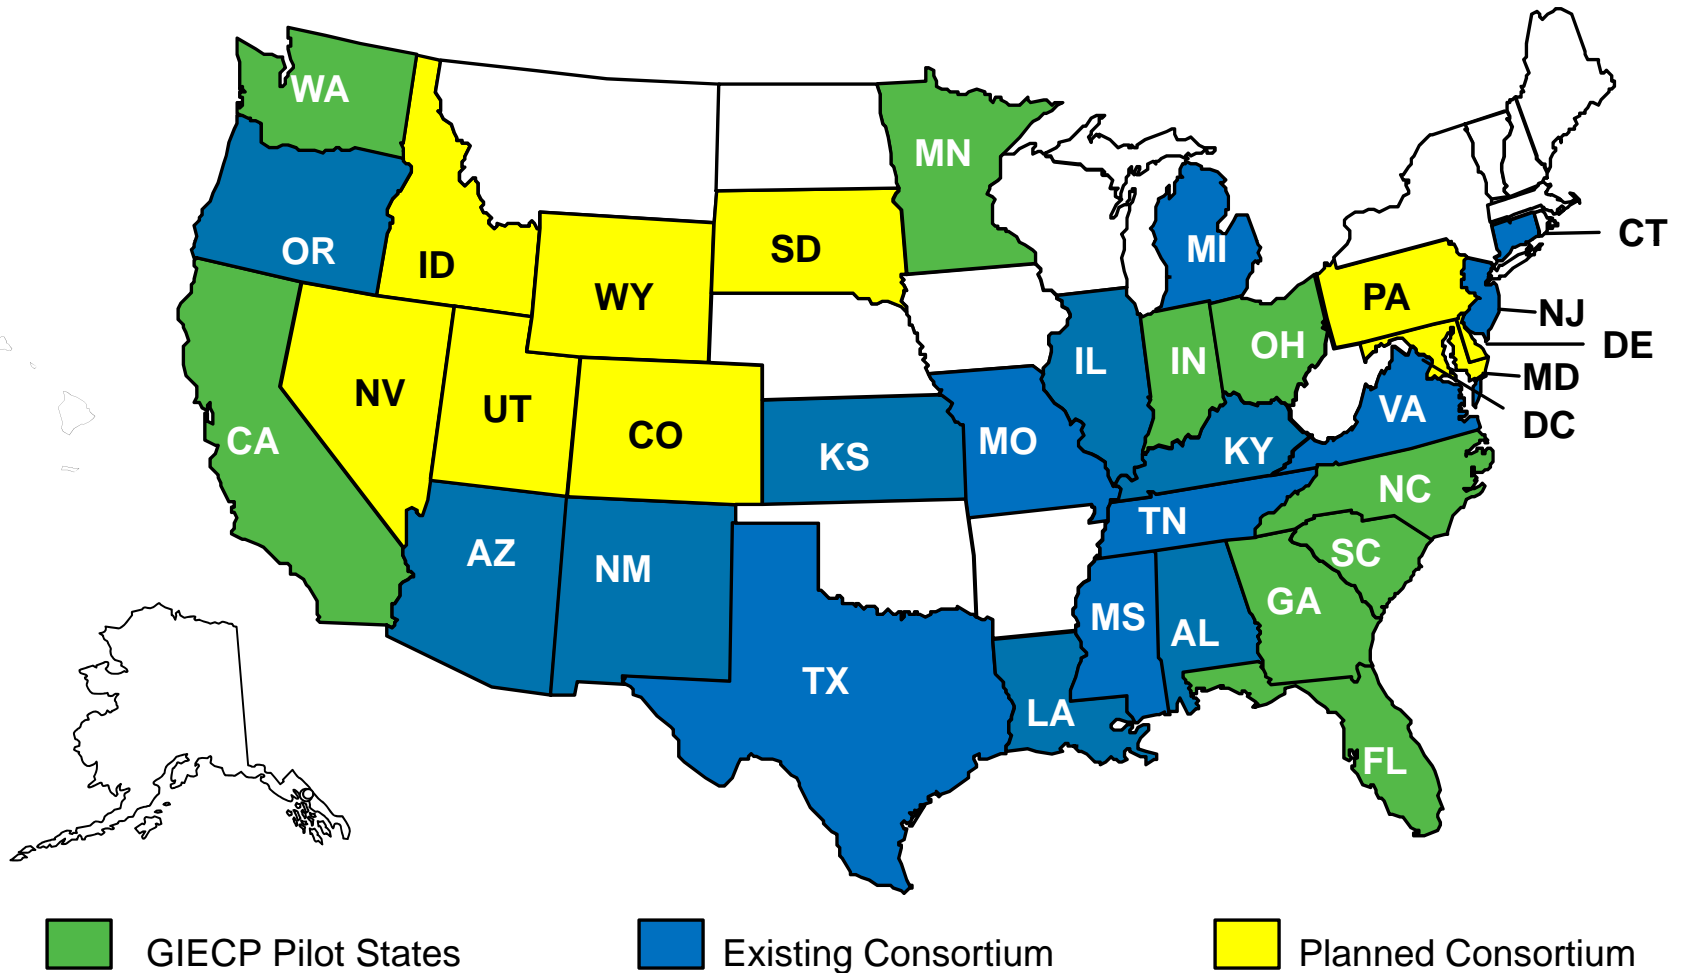 WA
MN
OR
ID
SD
MI
CT
WY
PA
NJ
DE
MD
DC
IL
IN
OH
NV
UT
CO
KS
MO
KY
VA
CA
NC
TN
SC
AZ
NM
GA
MS
AL
TX
LA
FL
GIECP Pilot States
Existing Consortium
Planned Consortium